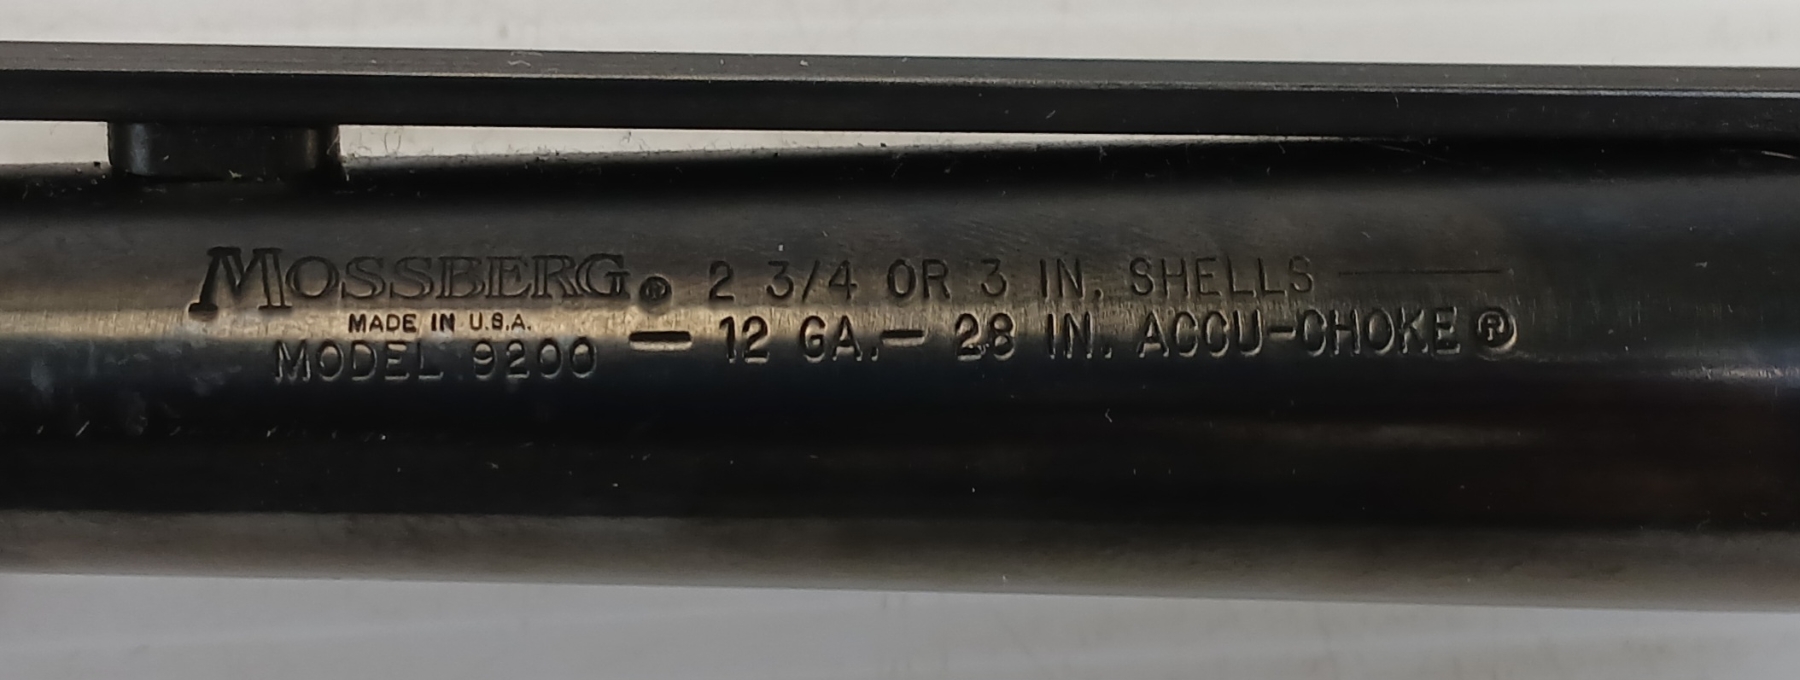 MOSSBERG® 2 3/4 OR 3 IN. SHELLS
MADE IN U.S.A.
MODEL 9200 — 12 GA.— 28 IN. ACCU-CHOKE®